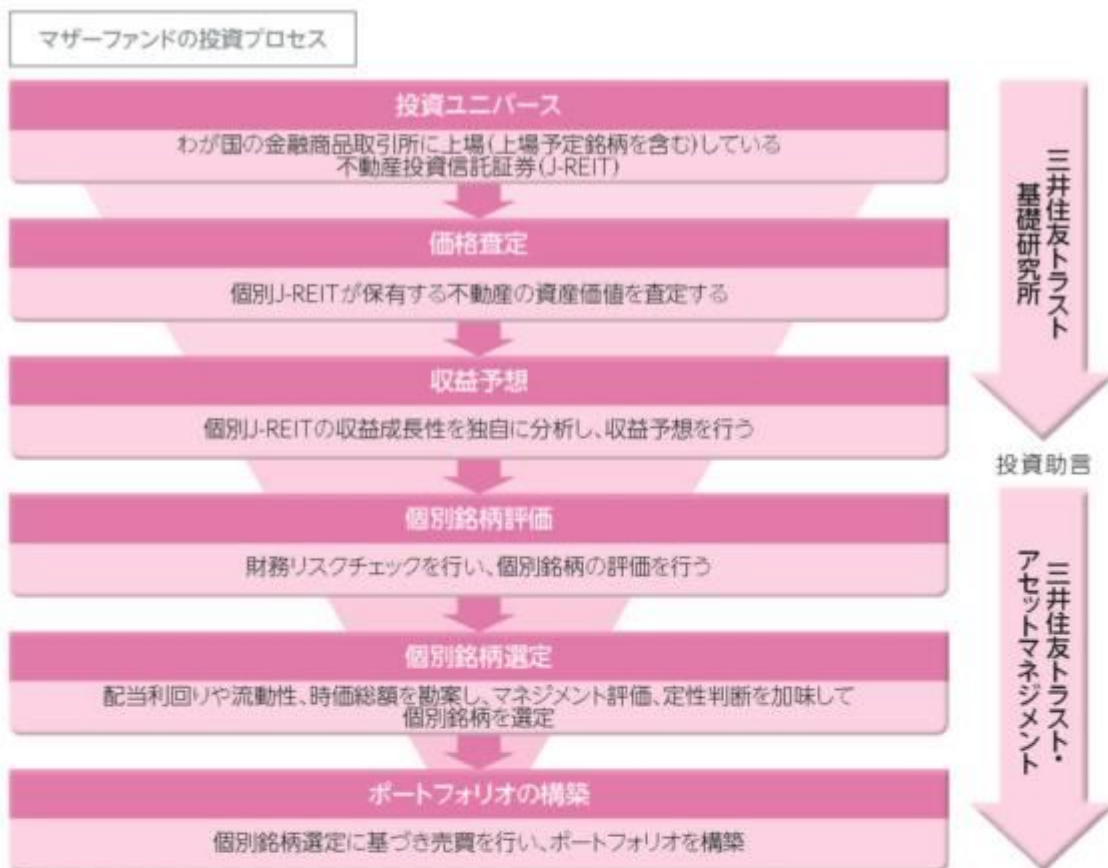 マザーファンドの投資プロセス
投資ユニバース
わが国の金融商品取引所に上場(上場予定銘柄を含む)している
不動産投資信託証券(J-REIT)
価格査定
個別J-REITが保有する不動産の資産価値を査定する
収益予想
個別J-REITの収益成長性を独自に分析し、収益予想を行う
個別銘柄評価
財務リスクチェックを行い、個別銘柄の評価を行う
個別銘柄選定
配当利回りや流動性、時価総額を勘案し、マネジメント評価、定性判断を加味して
個別銘柄を選定
ポートフォリオの構築
個別銘柄選定に基づき売買を行い、ポートフォリオを構築
三井住友トラスト
基礎研究所
投資助言
三井住友トラスト・
アセットマネジメント